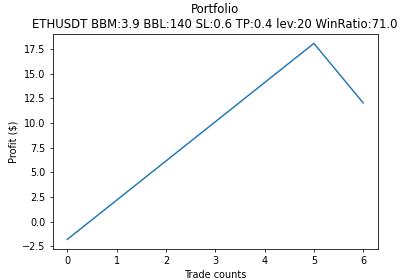 Portfolio
ETHUSDT BBM:3.9 BBL:140 SL:0.6 TP:0.4 lev:20 WinRatio:71.0
17.5
15.0
12.5
10.0
7.5
5.0
2.5
0.0
−2.5
Profit ($)
0 1 2 3 4 5 6
Trade counts